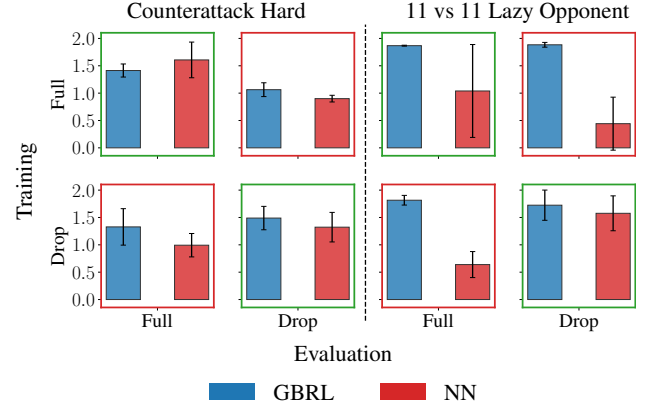 Counterattack Hard
11 vs 11 Lazy Opponent
Training
Full
2.0
1.5
1.0
0.5
0.0
Drop
2.0
1.5
1.0
0.5
0.0
Full
Drop
Full
Drop
Evaluation
GBRL
NN